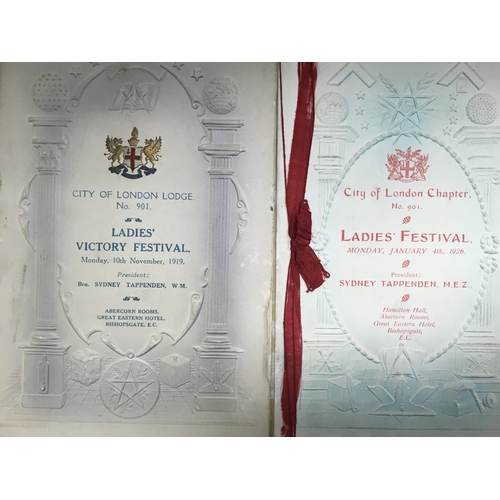 CITY OF LONDON LODGE.
No. 901.
LADIES'
VICTORY FESTIVAL.
Monday, 10th November, 1919.
President:
Bro. SYDNEY TAPPENDEN, W.M.
ABERCORN ROOMS,
GREAT EASTERN HOTEL,
BISHOPSGATE, E.C.
City of London Chapter,
No. 901.
LADIES' FESTIVAL,
MONDAY, JANUARY 4th, 1926.
President:
SYDNEY TAPPENDEN, M.E.Z.
Hamilton Hall,
Abercorn Rooms,
Great Eastern Hotel,
Bishopsgate,
E.C.